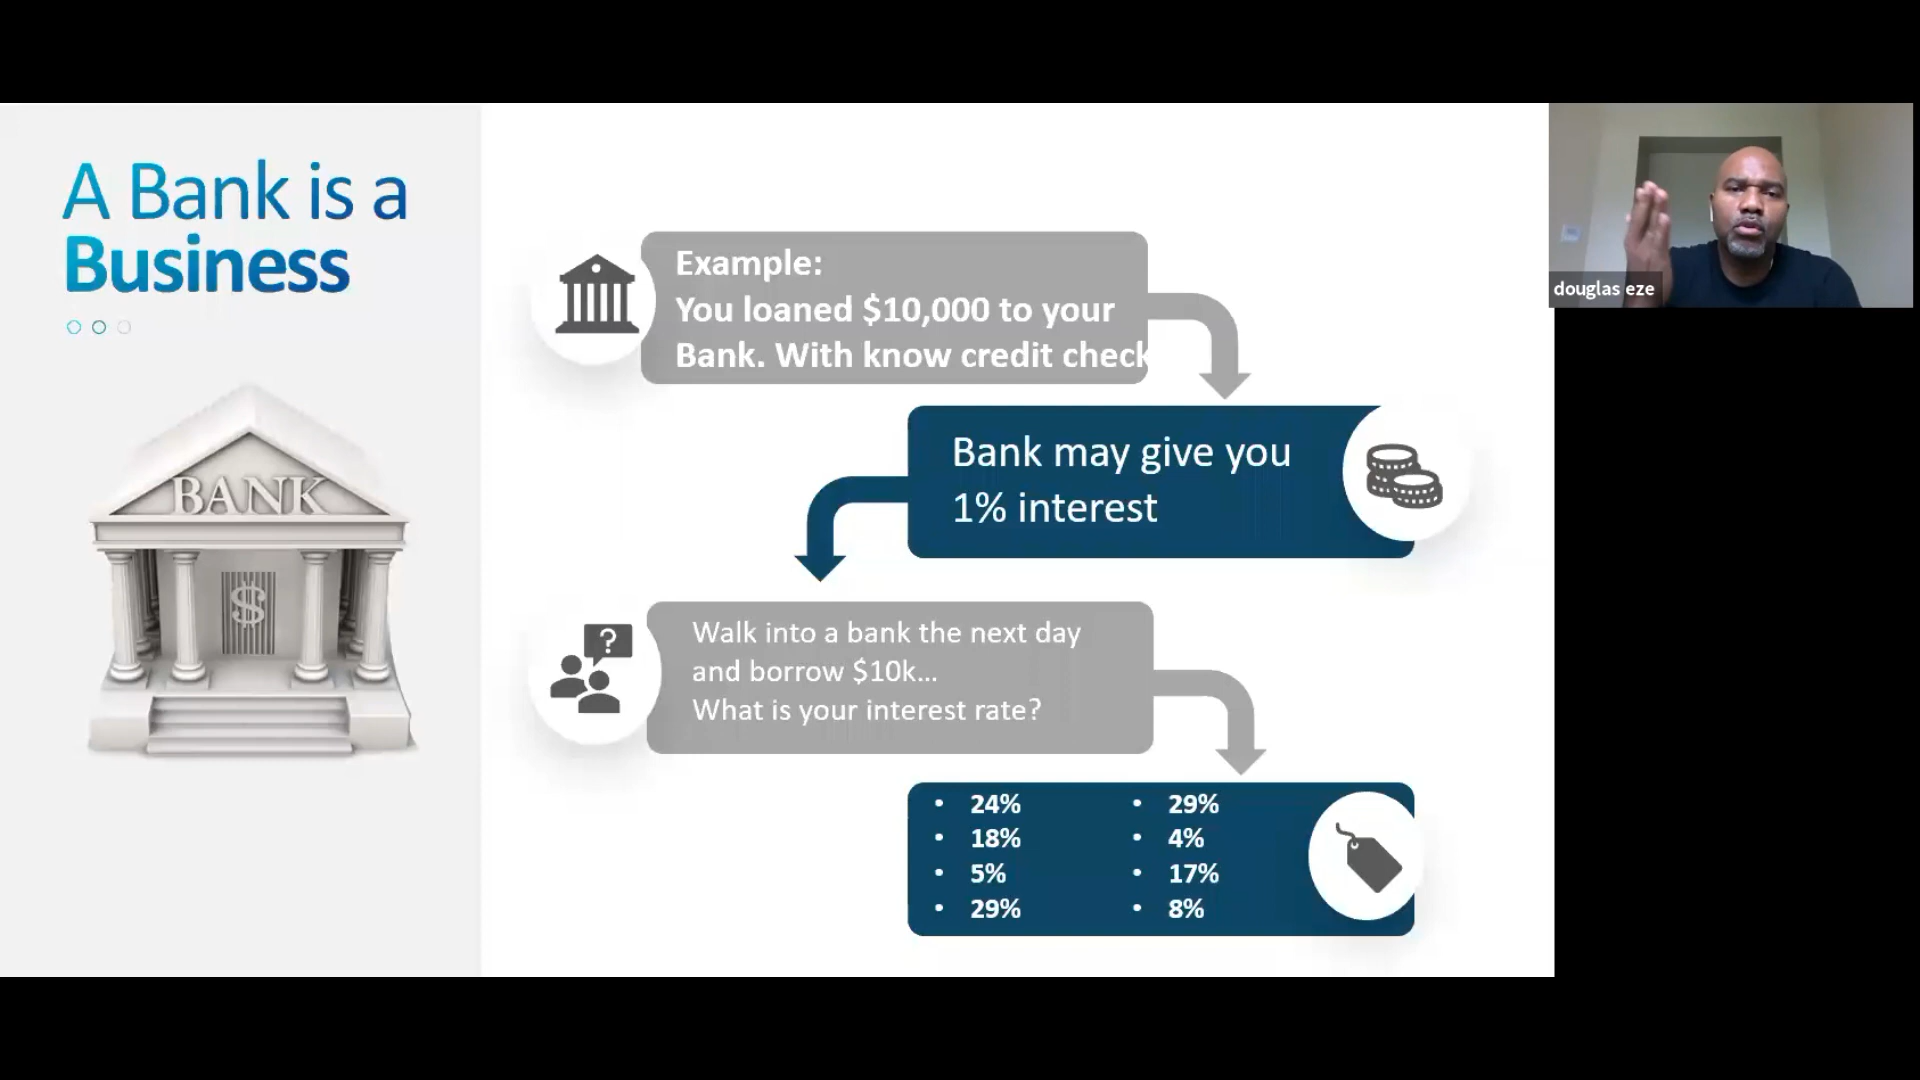 A Bank is a
Business
BANK
$
Example:
You loaned $10,000 to your
Bank. With know credit check
Bank may give you
1% interest
?
Walk into a bank the next day
and borrow $10k...
What is your interest rate?
• 24%
• 18%
• 5%
• 29%
• 29%
• 4%
• 17%
• 8%
douglas eze